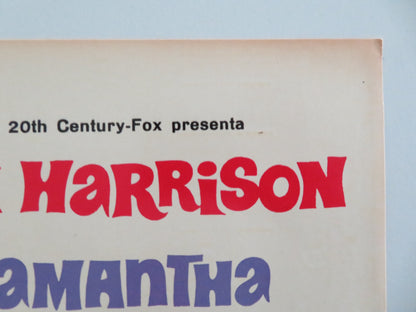 20th Century-Fox presenta
HARRISON
AMANTHA